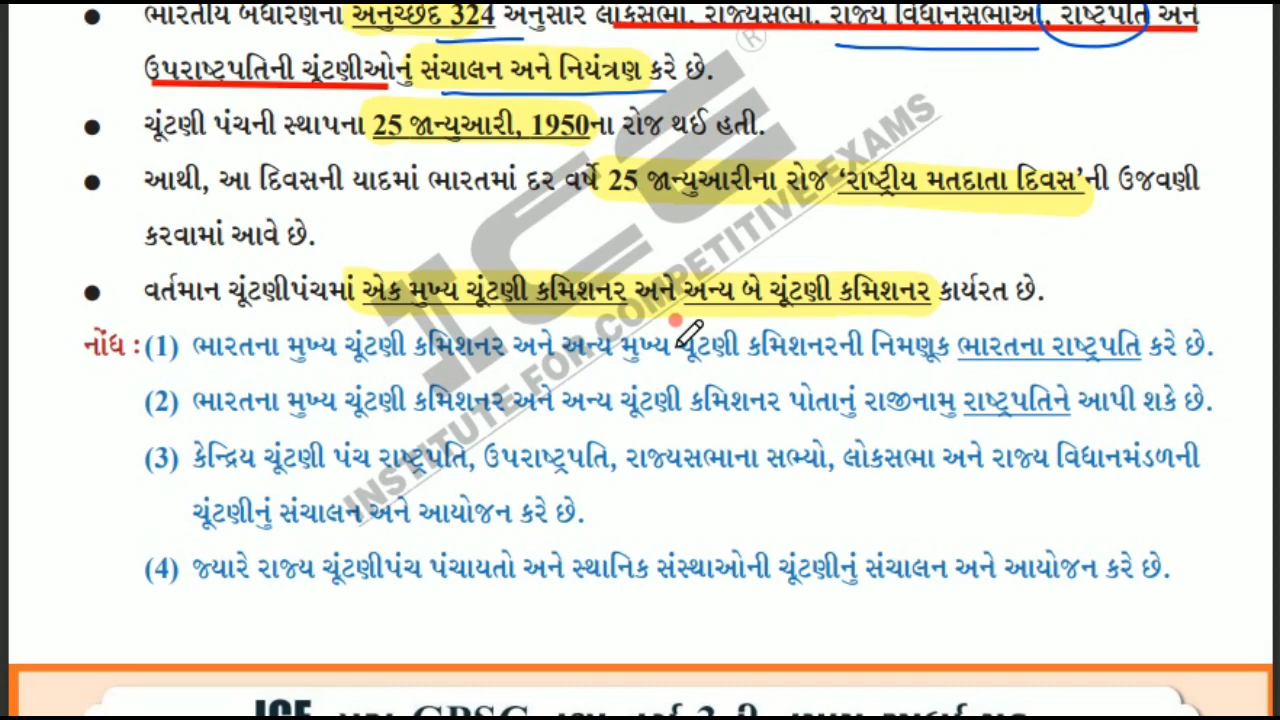 ભારતીય બંધારણના અનુચ્છેદ 324 અનુસાર લોકસભા, રાજ્યસભા, રાજ્ય વિધાનસભાઓ, રાષ્ટ્રપતિ અને
ઉપરાષ્ટ્રપતિની ચૂંટણીઓનું સંચાલન અને નિયંત્રણ કરે છે.
ચૂંટણી પંચની સ્થાપના 25 જાન્યુઆરી, 1950ના રોજ થઈ હતી.
આથી, આ દિવસની યાદમાં ભારતમાં દર વર્ષે 25 જાન્યુઆરીના રોજ ‘રાષ્ટ્રીય મતદાતા દિવસ’ની ઉજવણી
કરવામાં આવે છે.
વર્તમાન ચૂંટણીપંચમાં એક મુખ્ય ચૂંટણી કમિશનર અને અન્ય બે ચૂંટણી કમિશનર કાર્યરત છે.
નોંધ : (1) ભારતના મુખ્ય ચૂંટણી કમિશનર અને અન્ય મુખ્ય ચૂંટણી કમિશનરની નિમણૂક ભારતના રાષ્ટ્રપતિ કરે છે.
(2) ભારતના મુખ્ય ચૂંટણી કમિશનર અને અન્ય ચૂંટણી કમિશનર પોતાનું રાજીનામુ રાષ્ટ્રપતિને આપી શકે છે.
(3) કેન્દ્રિય ચૂંટણી પંચ રાષ્ટ્રપતિ, ઉપરાષ્ટ્રપતિ, રાજ્યસભાના સભ્યો, લોકસભા અને રાજ્ય વિધાનમંડળની
ચૂંટણીનું સંચાલન અને આયોજન કરે છે.
(4) જ્યારે રાજ્ય ચૂંટણીપંચ પંચાયતો અને સ્થાનિક સંસ્થાઓની ચૂંટણીનું સંચાલન અને આયોજન કરે છે.
ICE ®
INSTITUTE FOR COMPETITIVE EXAMS
ICE GPSC